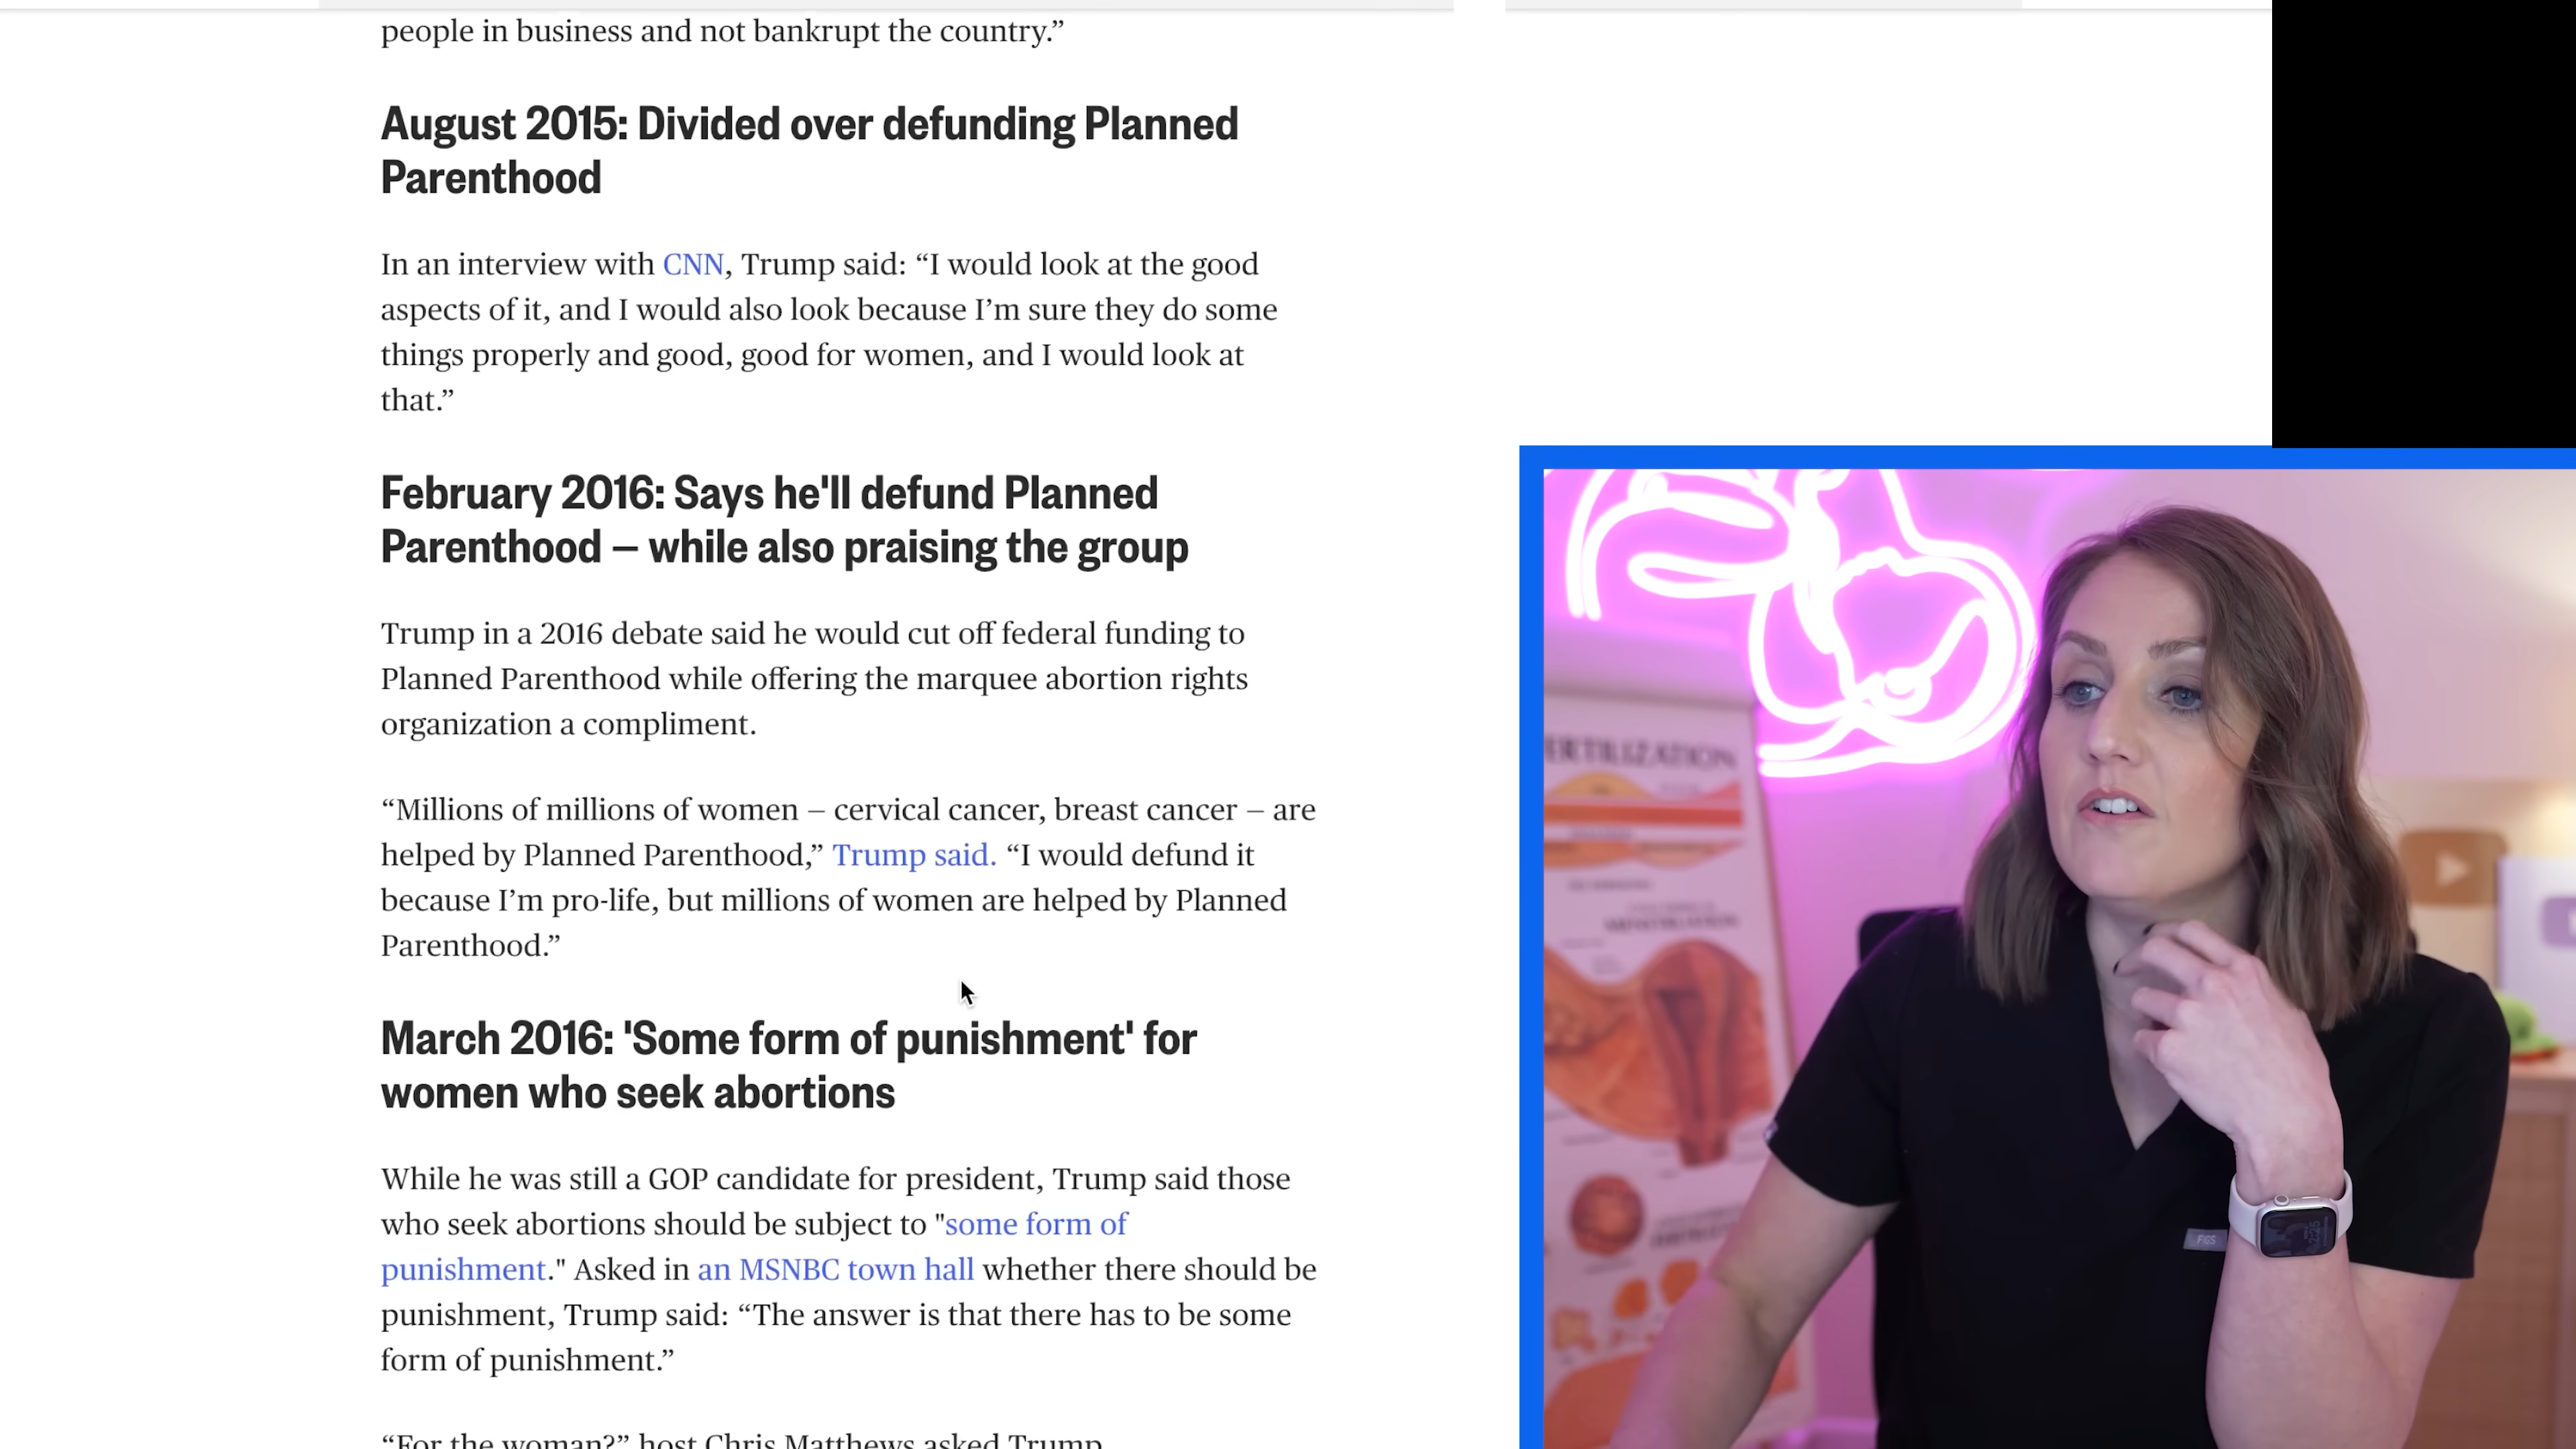 people in business and not bankrupt the country.”
August 2015: Divided over defunding Planned
Parenthood
In an interview with CNN, Trump said: “I would look at the good
aspects of it, and I would also look because I’m sure they do some
things properly and good, good for women, and I would look at
that.”
February 2016: Says he'll defund Planned
Parenthood – while also praising the group
Trump in a 2016 debate said he would cut off federal funding to
Planned Parenthood while offering the marquee abortion rights
organization a compliment.
“Millions of millions of women – cervical cancer, breast cancer – are
helped by Planned Parenthood,” Trump said. “I would defund it
because I’m pro-life, but millions of women are helped by Planned
Parenthood.”
March 2016: 'Some form of punishment' for
women who seek abortions
While he was still a GOP candidate for president, Trump said those
who seek abortions should be subject to "some form of
punishment." Asked in an MSNBC town hall whether there should be
punishment, Trump said: “The answer is that there has to be some
form of punishment.”
“For the woman?” host Chris Matthews asked Trump.
ERTILIZATION
MENSTRUATION
FIGS